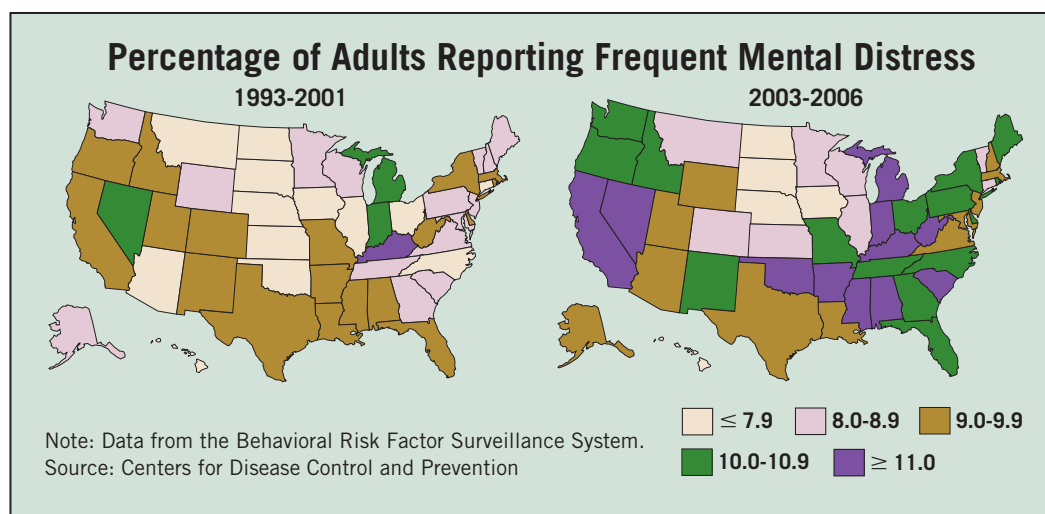 Percentage of Adults Reporting Frequent Mental Distress
1993-2001
2003-2006
≤ 7.9
8.0-8.9
9.0-9.9
10.0-10.9
≥ 11.0
Note: Data from the Behavioral Risk Factor Surveillance System.
Source: Centers for Disease Control and Prevention